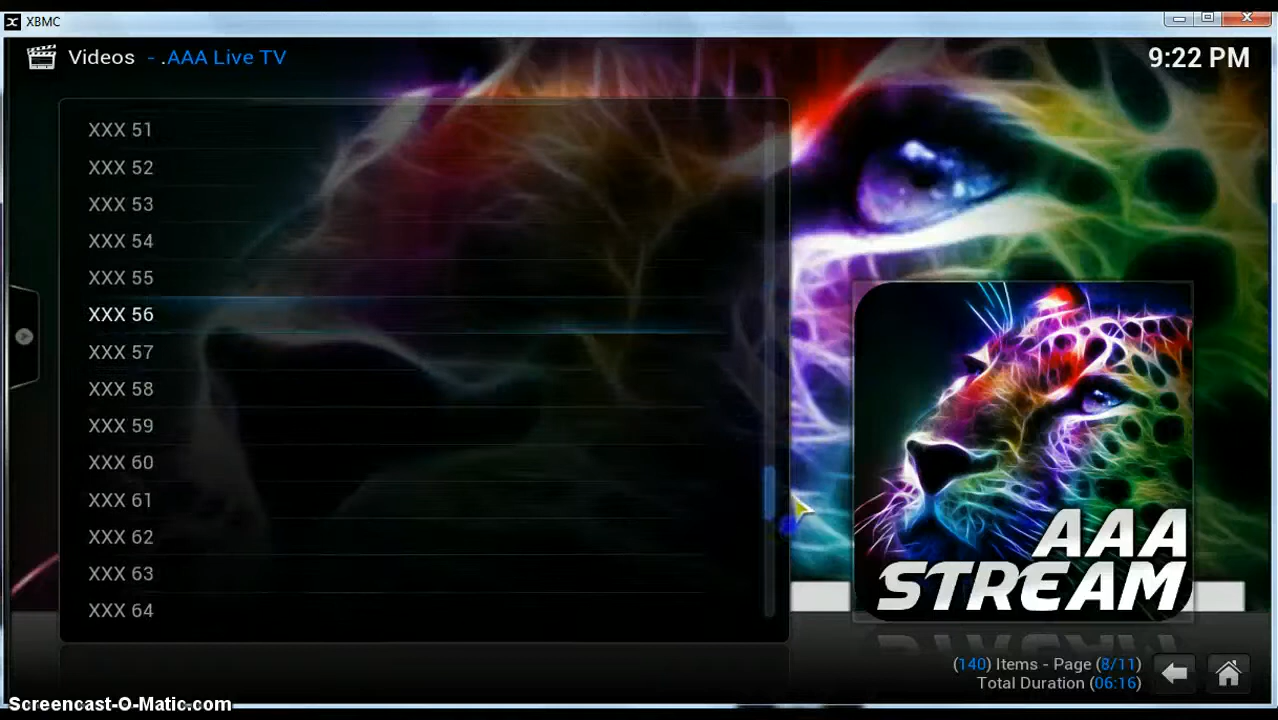 XBMC
Videos - .AAA Live TV
9:22 PM
XXX 51
XXX 52
XXX 53
XXX 54
XXX 55
XXX 56
XXX 57
XXX 58
XXX 59
XXX 60
XXX 61
XXX 62
XXX 63
XXX 64
AAA
STREAM
(140) Items - Page (8/11)
Total Duration (06:16)
Screencast-O-Matic.com